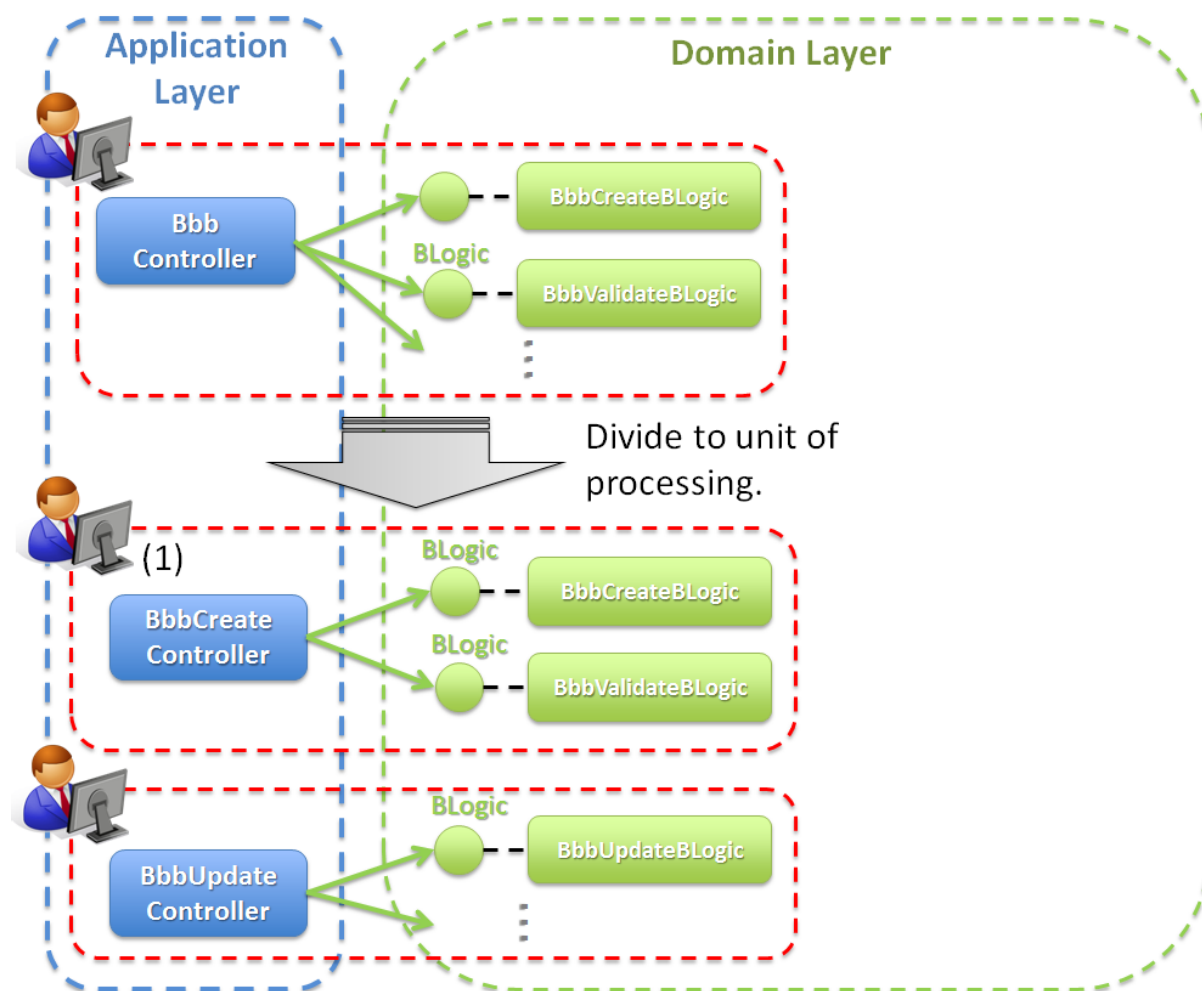 Application
Layer
Domain Layer
Bbb
Controller
BbbCreateBLogic
BLogic
BbbValidateBLogic
Divide to unit of
processing.
(1)
BbbCreate
Controller
BLogic
BbbCreateBLogic
BLogic
BbbValidateBLogic
BbbUpdate
Controller
BLogic
BbbUpdateBLogic